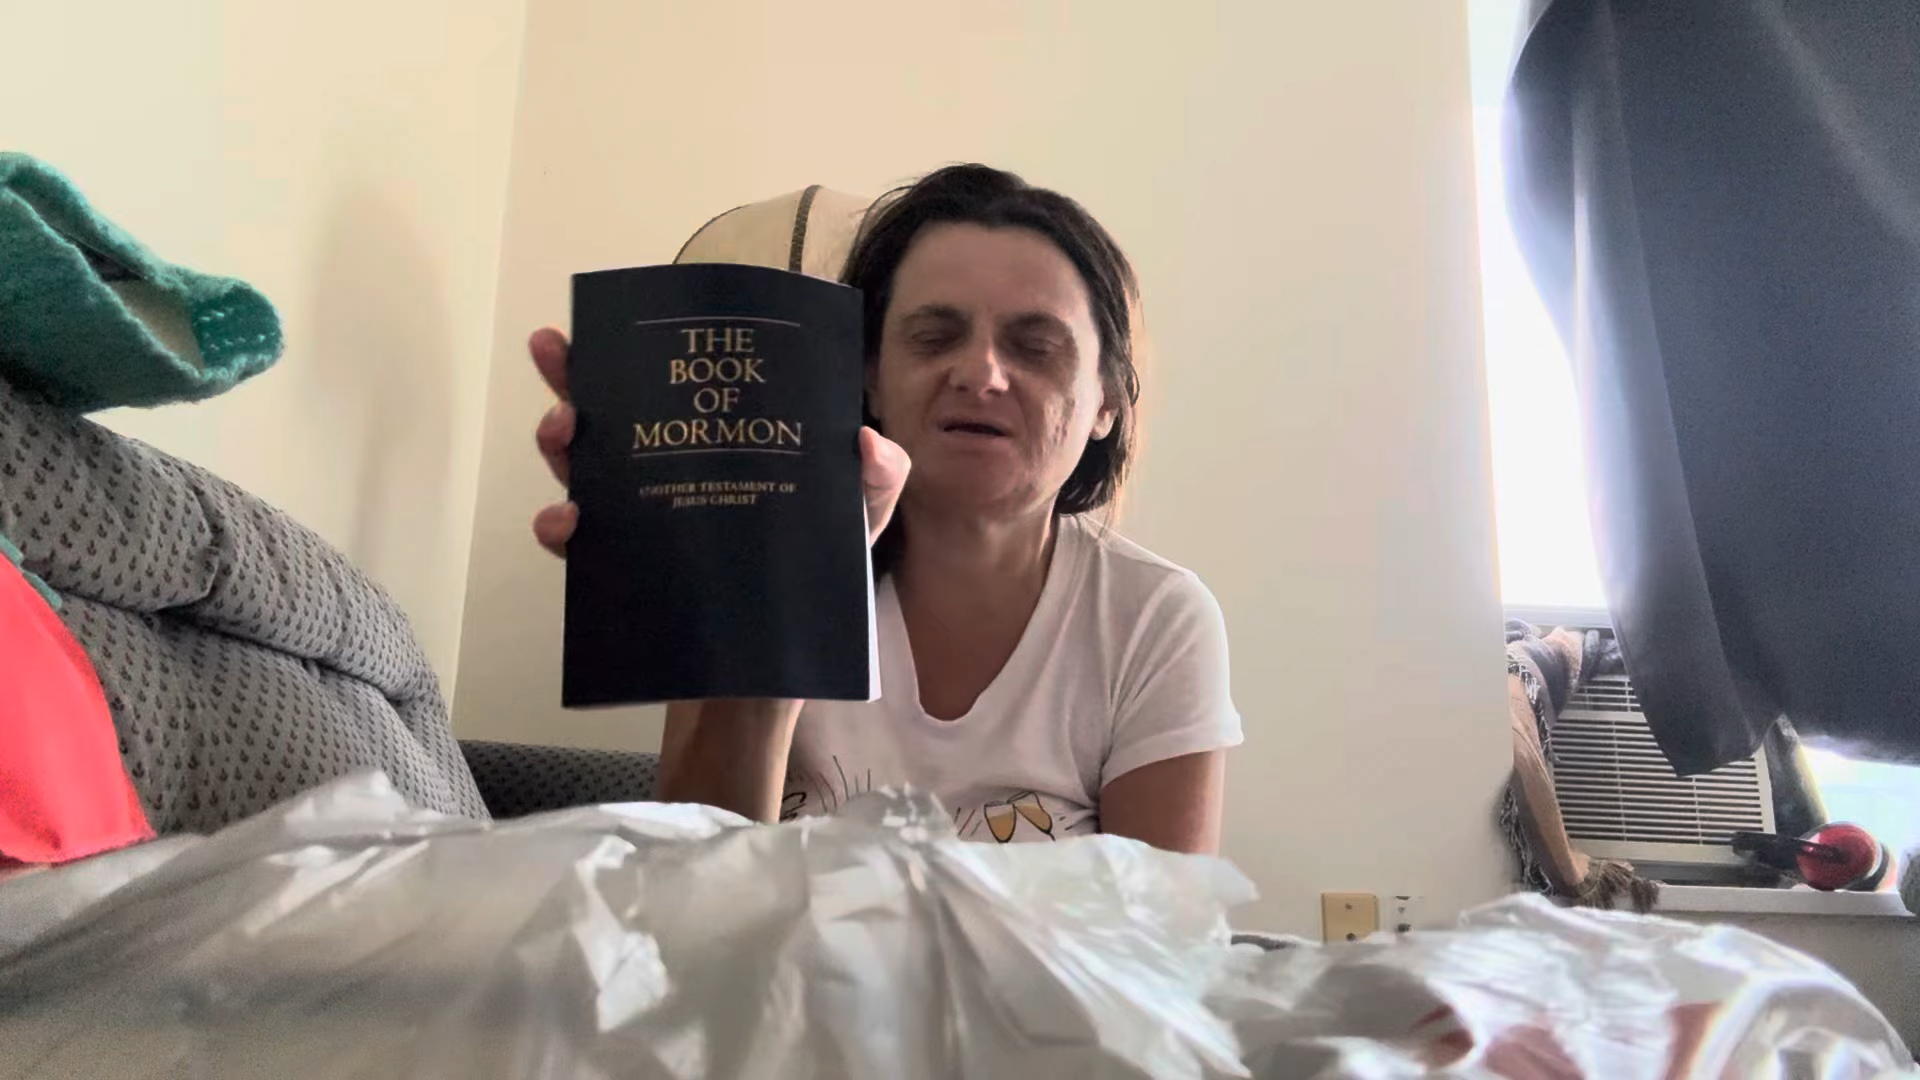 THE
BOOK
OF
MORMON
ANOTHER TESTAMENT OF
JESUS CHRIST